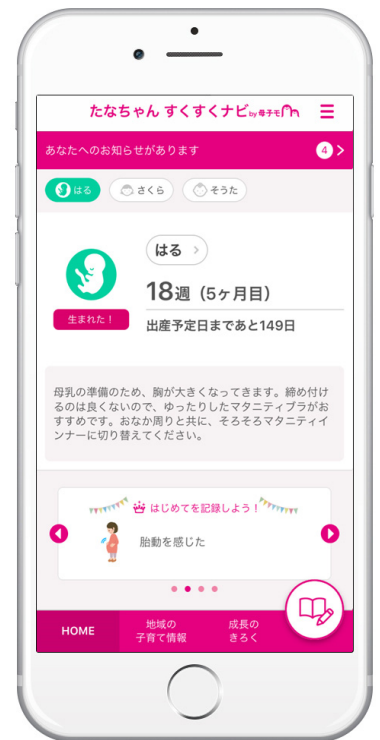 たなちゃん すくすくナビby母子モ
あなたへのお知らせがあります 4
はる さくら そうた
はる
18週（5ヶ月目）
生まれた！
出産予定日まであと149日
母乳の準備のため、胸が大きくなってきます。締め付け
るのは良くないので、ゆったりしたマタニティブラがお
すすめです。おなか周りと共に、そろそろマタニティイ
ンナーに切り替えてください。
はじめてを記録しよう！
胎動を感じた
HOME
地域の
子育て情報
成長の
きろく